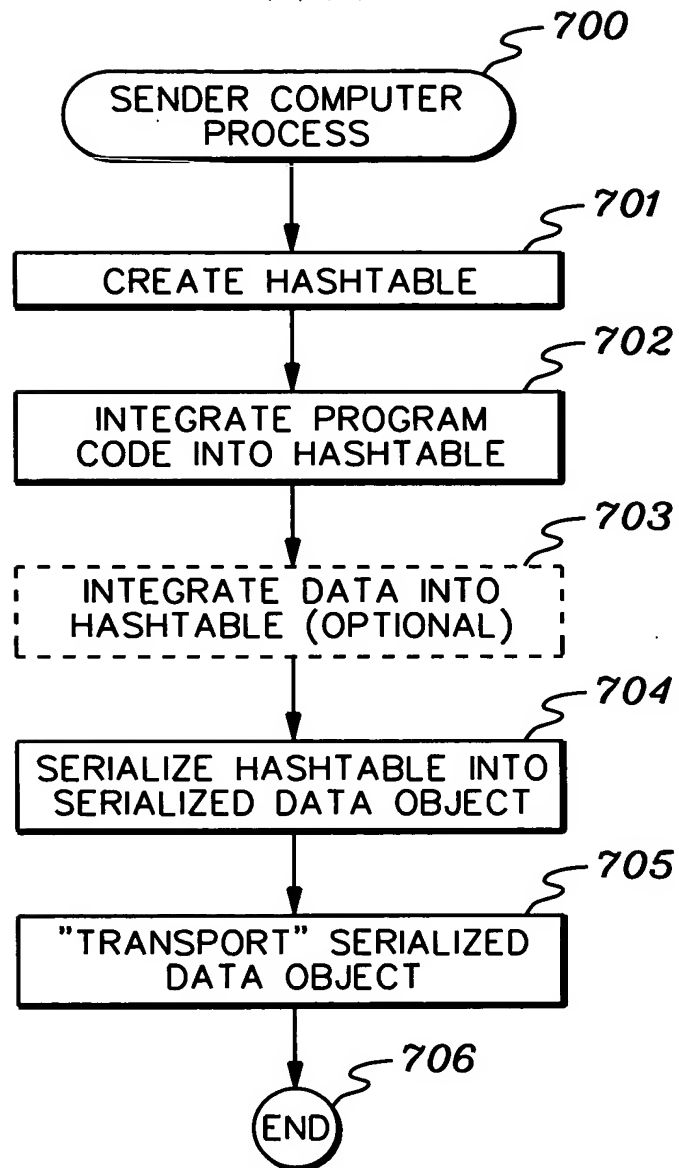 700
SENDER COMPUTER
PROCESS
701
CREATE HASHTABLE
702
INTEGRATE PROGRAM
CODE INTO HASHTABLE
703
INTEGRATE DATA INTO
HASHTABLE (OPTIONAL)
704
SERIALIZE HASHTABLE INTO
SERIALIZED DATA OBJECT
705
"TRANSPORT" SERIALIZED
DATA OBJECT
706
END